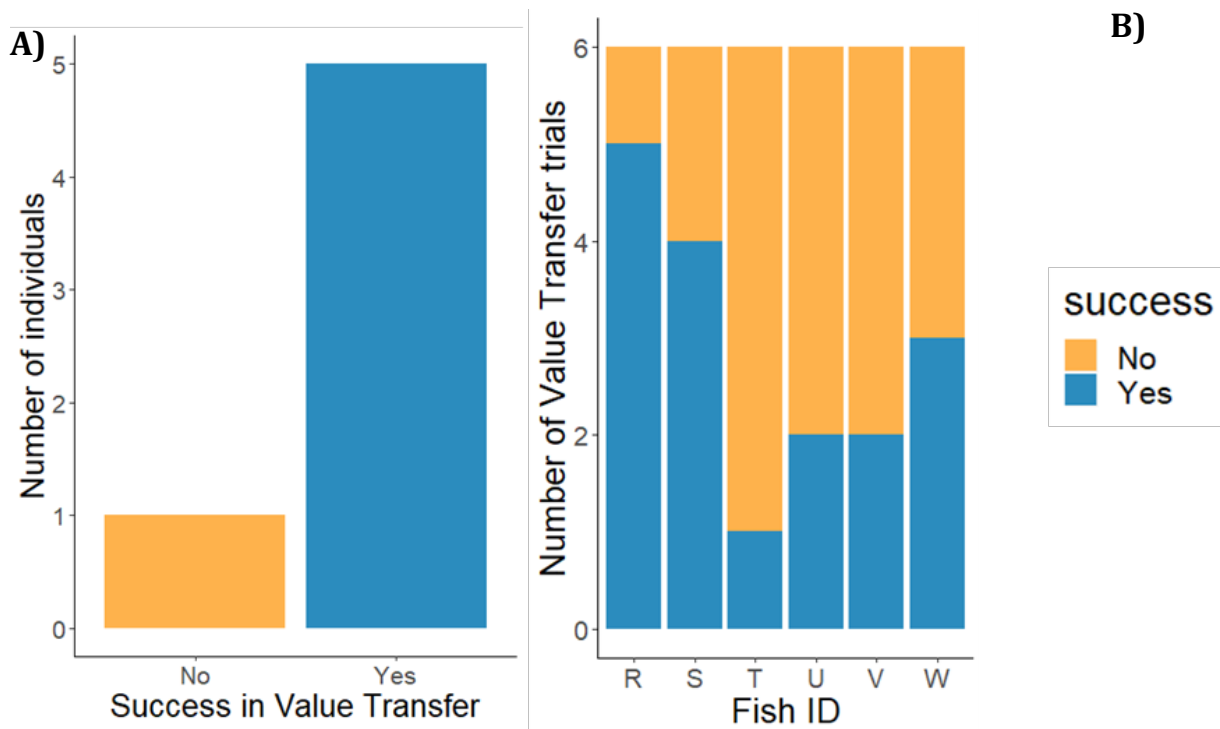 A)
Number of individuals
5
4
3
2
1
0
No Yes
Success in Value Transfer
B)
Number of Value Transfer trials
6
4
2
0
R S T U V W
Fish ID
success
No
Yes